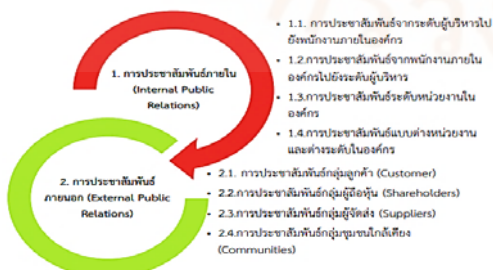 1. การประชาสัมพันธ์ภายใน
(Internal Public
Relations)
• 1.1. การประชาสัมพันธ์จากระดับผู้บริหารไป
ยังพนักงานภายในองค์กร
• 1.2.การประชาสัมพันธ์จากพนักงานภายใน
องค์กรไปยังระดับผู้บริหาร
• 1.3.การประชาสัมพันธ์ระดับหน่วยงานใน
องค์กร
• 1.4.การประชาสัมพันธ์แบบต่างหน่วยงาน
และต่างระดับในองค์กร
2. การประชาสัมพันธ์
ภายนอก (External Public
Relations)
• 2.1. การประชาสัมพันธ์กลุ่มลูกค้า (Customer)
• 2.2.การประชาสัมพันธ์กลุ่มผู้ถือหุ้น (Shareholders)
• 2.3.การประชาสัมพันธ์กลุ่มผู้จัดส่ง (Suppliers)
• 2.4.การประชาสัมพันธ์กลุ่มชุมชนใกล้เคียง
(Communities)